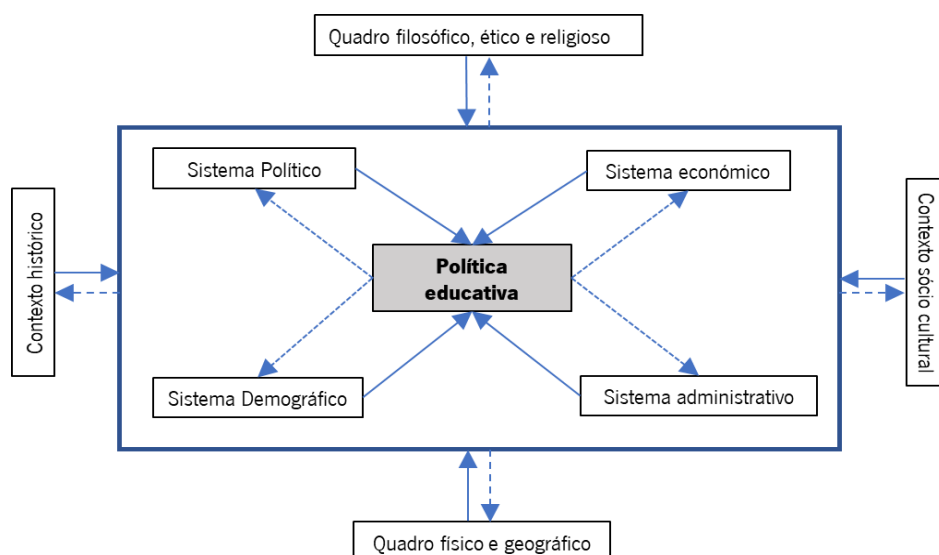 Quadro filosófico, ético e religioso
Sistema Político
Sistema económico
Contexto histórico
Política
educativa
Contexto sócio
cultural
Sistema Demográfico
Sistema administrativo
Quadro físico e geográfico